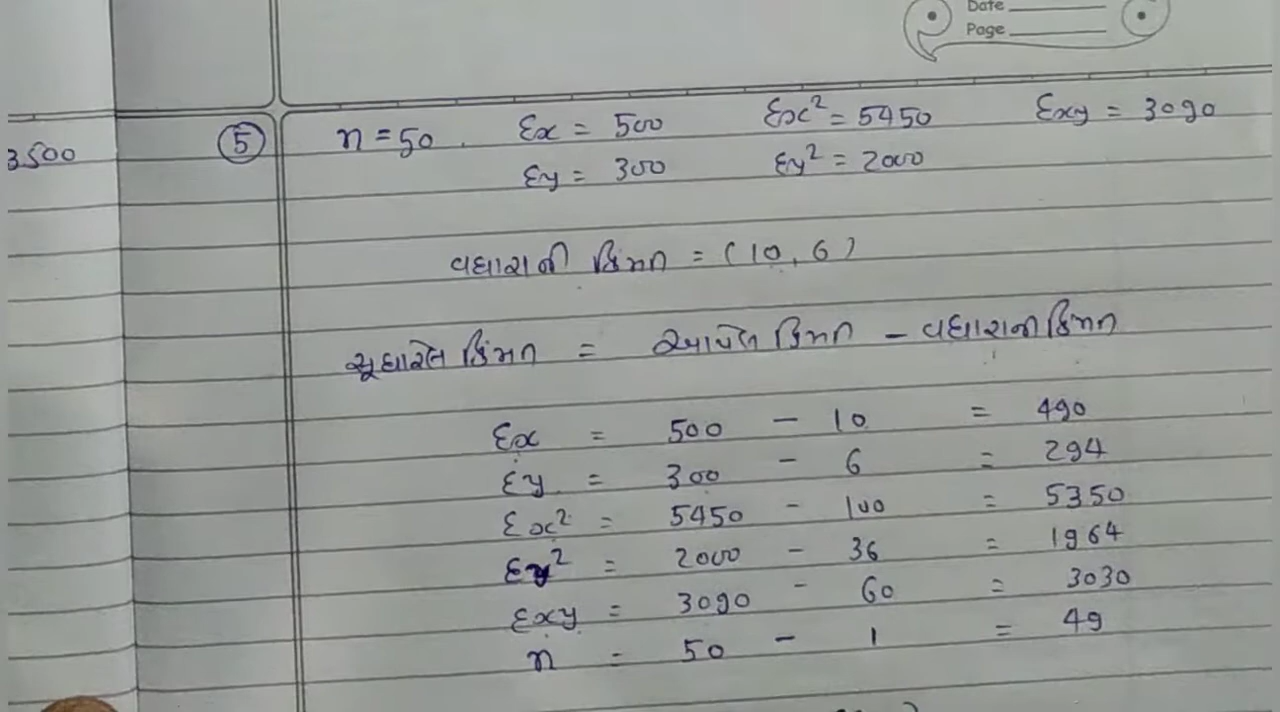 Date
Page
3500
(5) n = 50. Σx = 500 Σx² = 5450 Σxy = 3090
Σy = 300 Σy² = 2000
વધારાની કિંમત = (10, 6)
સુધારેલ કિંમત = આપેલ કિંમત - વધારાની કિંમત
Σx = 500 - 10 = 490
Σy = 300 - 6 = 294
Σx² = 5450 - 100 = 5350
Σy² = 2000 - 36 = 1964
Σxy = 3090 - 60 = 3030
n = 50 - 1 = 49